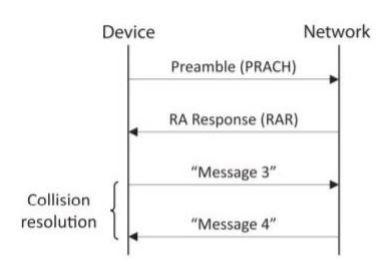 Device
Network
Preamble (PRACH)
RA Response (RAR)
“Message 3”
Collision
resolution
“Message 4”